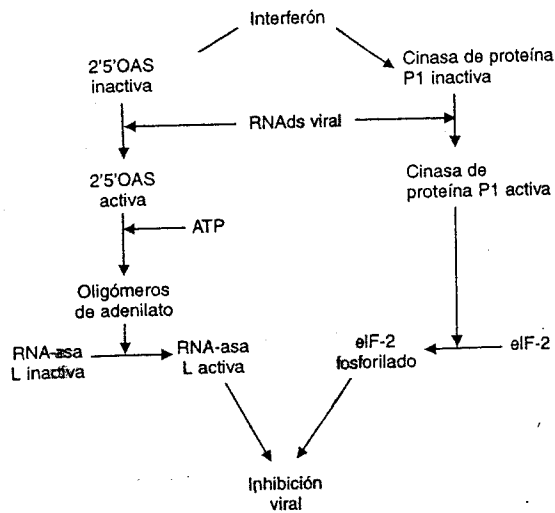 Interferón
2'5'OAS
inactiva
Cinasa de proteína
P1 inactiva
RNAds viral
2'5'OAS
activa
Cinasa de
proteína P1 activa
ATP
Oligómeros
de adenilato
RNA-asa
L inactiva
RNA-asa
L activa
eIF-2
fosforilado
eIF-2
Inhibición
viral